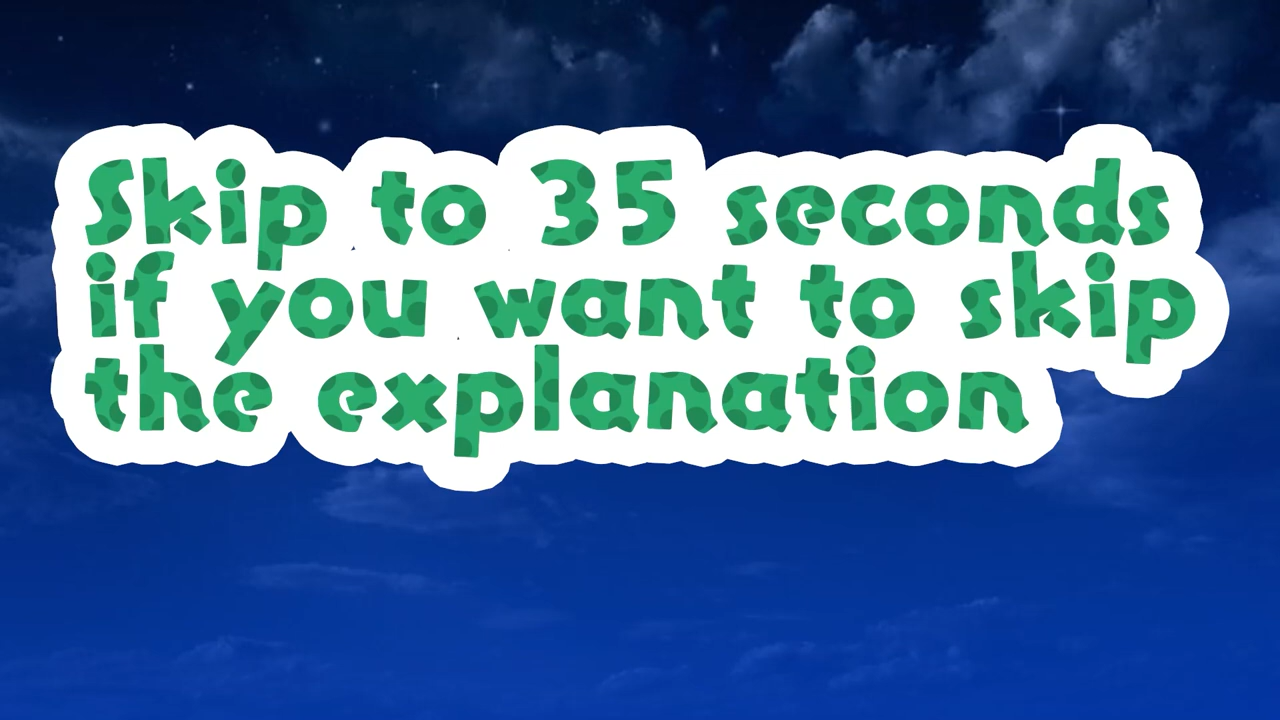 Skip to 35 seconds
if you want to skip
the explanation